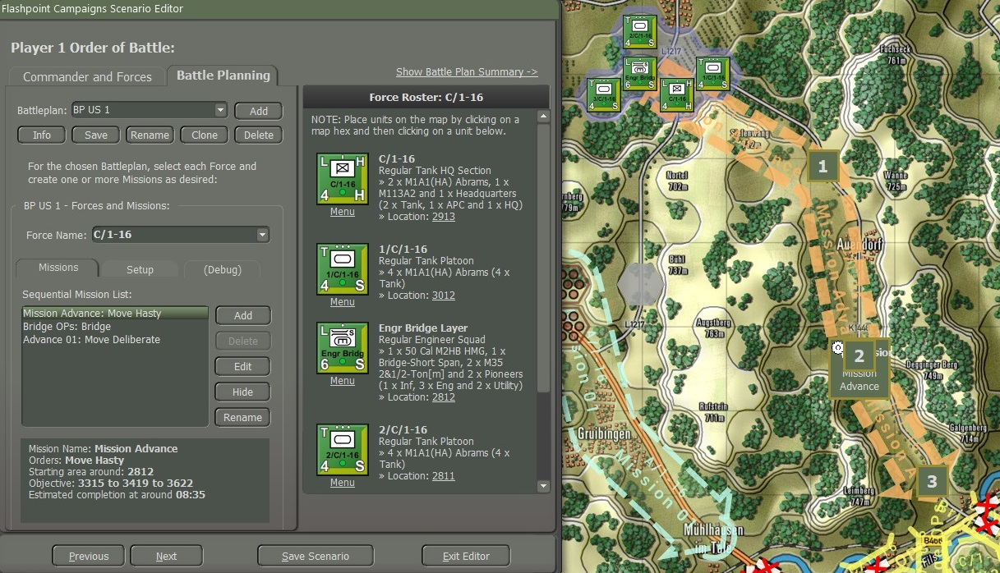 Flashpoint Campaigns Scenario Editor
Player 1 Order of Battle:
Commander and Forces
Battle Planning
Show Battle Plan Summary ->
Battleplan:
BP US 1
Add
Info
Save
Rename
Clone
Delete
For the chosen Battleplan, select each Force and
create one or more Missions as desired:
BP US 1 - Forces and Missions:
Force Name:
C/1-16
Missions
Setup
(Debug)
Sequential Mission List:
Mission Advance: Move Hasty
Bridge OPs: Bridge
Advance 01: Move Deliberate
Add
Delete
Edit
Hide
Rename
Mission Name: Mission Advance
Orders: Move Hasty
Starting area around: 2812
Objective: 3315 to 3419 to 3622
Estimated completion at around 08:35
Previous
Next
Save Scenario
Exit Editor
Force Roster: C/1-16
NOTE: Place units on the map by clicking on a
map hex and then clicking on a unit below.
L
H
C/1-16
4
H
Menu
C/1-16
Regular Tank HQ Section
» 2 x M1A1(HA) Abrams, 1 x
M113A2 and 1 x Headquarters
(2 x Tank, 1 x APC and 1 x HQ)
» Location: 2913
T
1/C/1-16
4
S
Menu
1/C/1-16
Regular Tank Platoon
» 4 x M1A1(HA) Abrams (4 x
Tank)
» Location: 3012
L
S
Engr Bridg
6
S
Menu
Engr Bridge Layer
Regular Engineer Squad
» 1 x 50 Cal M2HB HMG, 1 x
Bridge-Short Span, 2 x M35
2&1/2-Ton[m] and 2 x Pioneers
(1 x Inf, 3 x Eng and 2 x Utility)
» Location: 2812
T
2/C/1-16
4
S
Menu
2/C/1-16
Regular Tank Platoon
» 4 x M1A1(HA) Abrams (4 x
Tank)
» Location: 2811
T
2/C/1-16
4
S
L1217
L
Engr Bridg
6
S
T
1/C/1-16
4
S
T
3/C/1-16
4
S
L
H
C/1-16
4
H
Fuchseck
761m
Sielenwang
1
Nortel
702m
Wanne
725m
Auendorf
Mission Adva
Bühl
737m
L1217
Augstberg
763m
2
Mission
Advance
Degginger Berg
749m
Rufstein
711m
Galgenberg
714m
Gruibingen
Mission 01
3
Leimberg
747m
Mühlhausen
im Tale